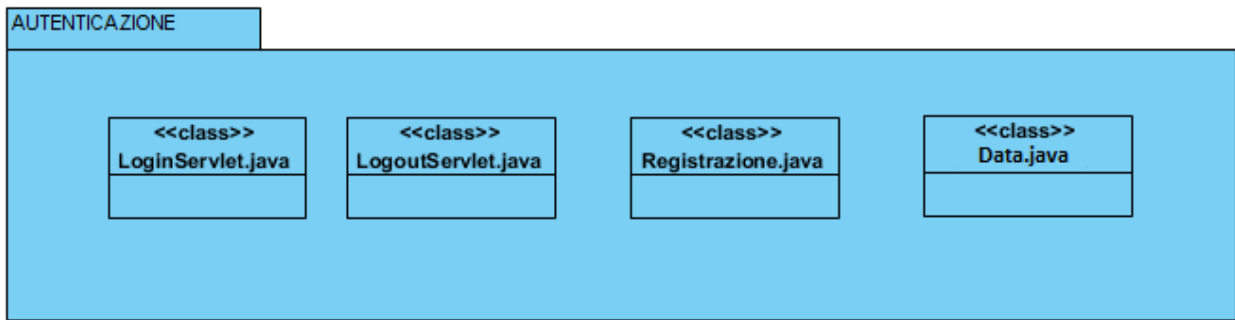 AUTENTICAZIONE
<<class>>
LoginServlet.java
<<class>>
LogoutServlet.java
<<class>>
Registrazione.java
<<class>>
Data.java